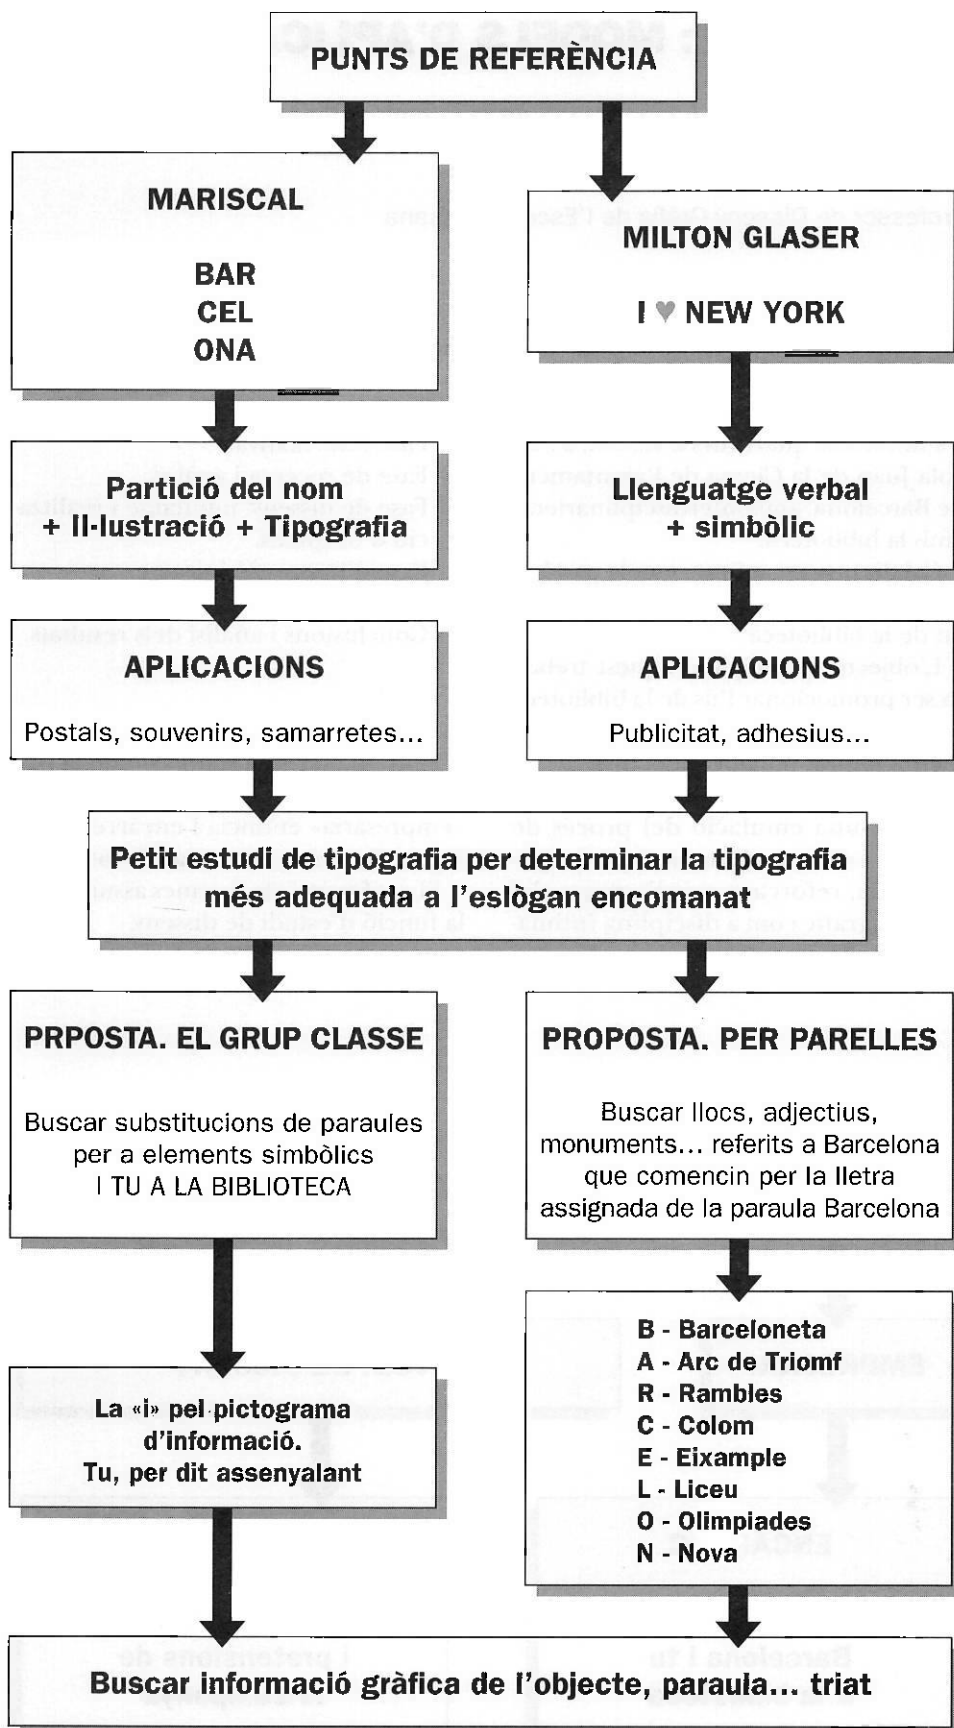 PUNTS DE REFERÈNCIA
MARISCAL
BAR
CEL
ONA
MILTON GLASER
I ♥ NEW YORK
Partició del nom
+ Il·lustració + Tipografia
Llenguatge verbal
+ simbòlic
APLICACIONS
Postals, souvenirs, samarretes...
APLICACIONS
Publicitat, adhesius...
Petit estudi de tipografia per determinar la tipografia
més adequada a l'eslògan encomanat
PRPOSTA. EL GRUP CLASSE
Buscar substitucions de paraules
per a elements simbòlics
I TU A LA BIBLIOTECA
PROPOSTA. PER PARELLES
Buscar llocs, adjectius,
monuments... referits a Barcelona
que comencin per la lletra
assignada de la paraula Barcelona
La «i» pel pictograma
d'informació.
Tu, per dit assenyalant
B - Barceloneta
A - Arc de Triomf
R - Rambles
C - Colom
E - Eixample
L - Liceu
O - Olimpiades
N - Nova
Buscar informació gràfica de l'objecte, paraula... triat